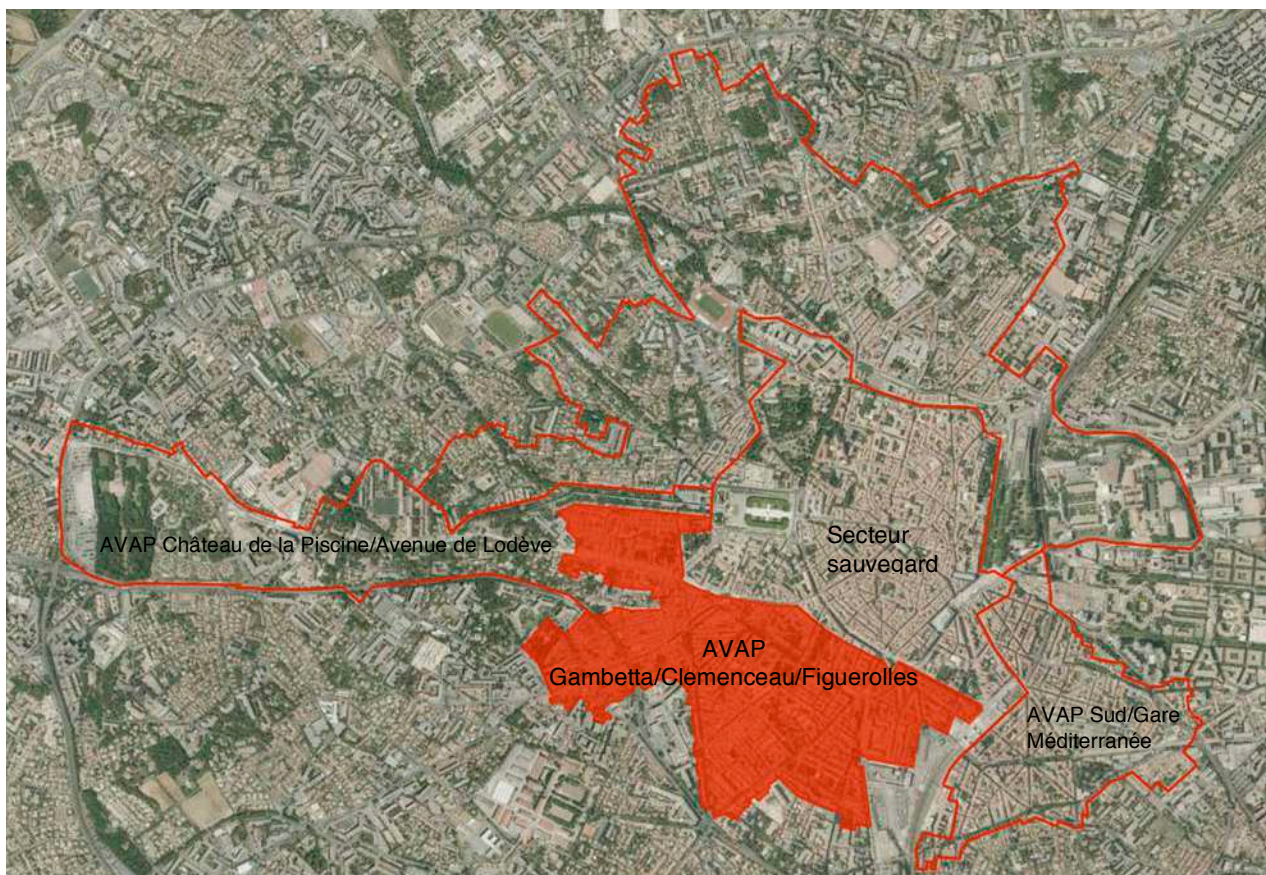 AVAP Château de la Piscine/Avenue de Lodève
Secteur
sauvegard
AVAP
Gambetta/Clemenceau/Figuerolles
AVAP Sud/Gare
Méditerranée